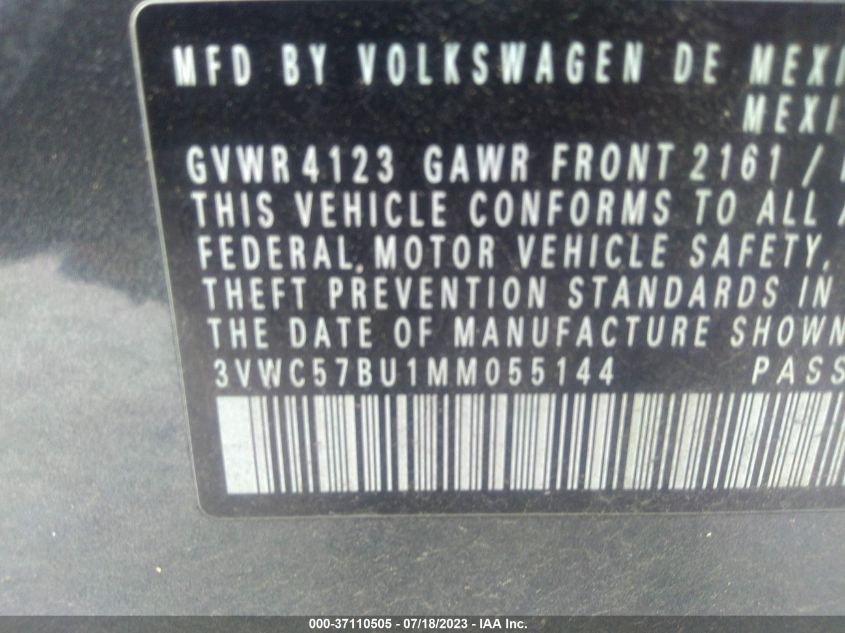 MFD BY VOLKSWAGEN DE MEXI
MEXI
GVWR 4123 GAWR FRONT 2161 /
THIS VEHICLE CONFORMS TO ALL
FEDERAL MOTOR VEHICLE SAFETY,
THEFT PREVENTION STANDARDS IN
THE DATE OF MANUFACTURE SHOWN
3VWC57BU1MM055144 PASS
000-37110505 - 07/18/2023 - IAA Inc.